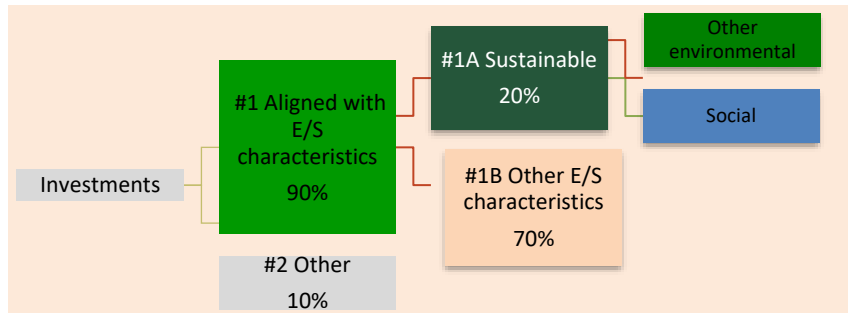 Investments
#1 Aligned with
E/S
characteristics
90%
#2 Other
10%
#1A Sustainable
20%
#1B Other E/S
characteristics
70%
Other
environmental
Social